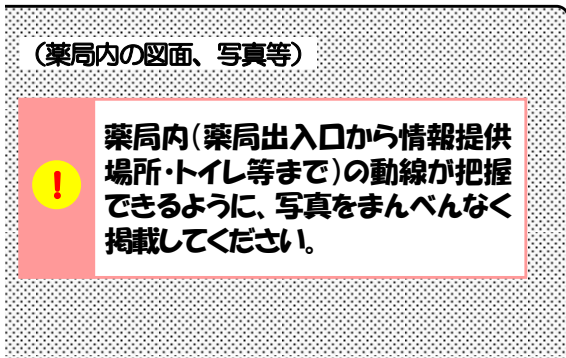 （薬局内の図面、写真等）
!
薬局内（薬局出入口から情報提供
場所・トイレ等まで）の動線が把握
できるように、写真をまんべんなく
掲載してください。